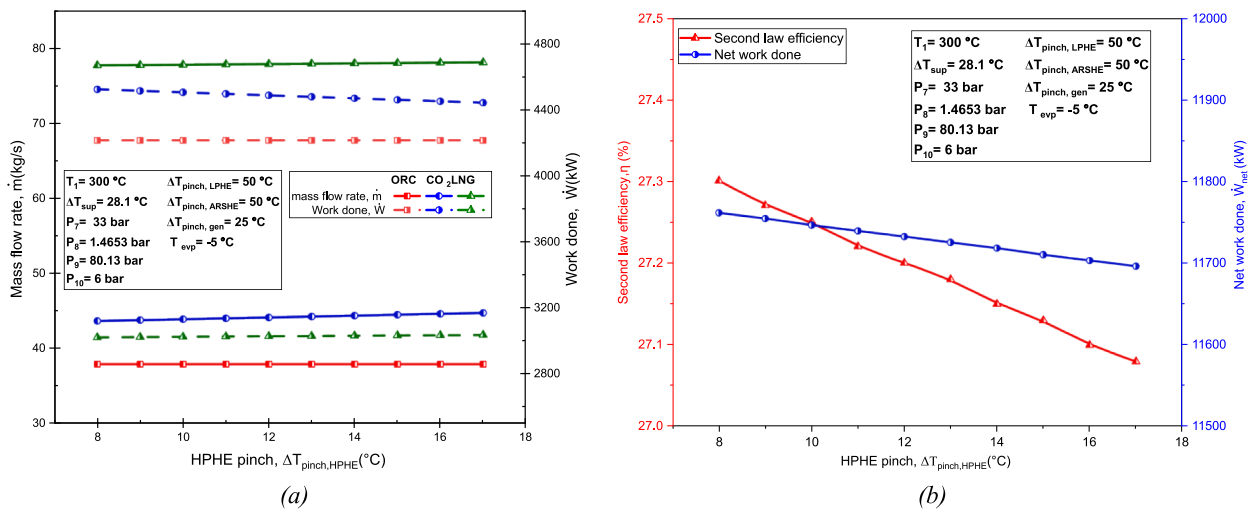 80
70
60
50
40
30
Mass flow rate, ṁ(kg/s)
4800
4600
4400
4200
4000
3800
3600
3400
3200
3000
2800
Work done, Ẇ(kW)
T1= 300 °C ΔTpinch, LPHE= 50 °C
ΔTsup= 28.1 °C ΔTpinch, ARSHE= 50 °C
P7= 33 bar ΔTpinch, gen= 25 °C
P8= 1.4653 bar T evp= -5 °C
P9= 80.13 bar
P10= 6 bar
ORC CO2 LNG
mass flow rate, ṁ
Work done, Ẇ
8 10 12 14 16 18
HPHE pinch, ΔTpinch,HPHE(°C)
(a)
27.5
27.4
27.3
27.2
27.1
27.0
Second law efficiency,η (%)
12000
11900
11800
11700
11600
11500
Net work done, Ẇnet(kW)
Second law efficiency
Net work done
T1= 300 °C ΔTpinch, LPHE= 50 °C
ΔTsup= 28.1 °C ΔTpinch, ARSHE= 50 °C
P7= 33 bar ΔTpinch, gen= 25 °C
P8= 1.4653 bar T evp= -5 °C
P9= 80.13 bar
P10= 6 bar
8 10 12 14 16 18
HPHE pinch, ΔTpinch,HPHE(°C)
(b)